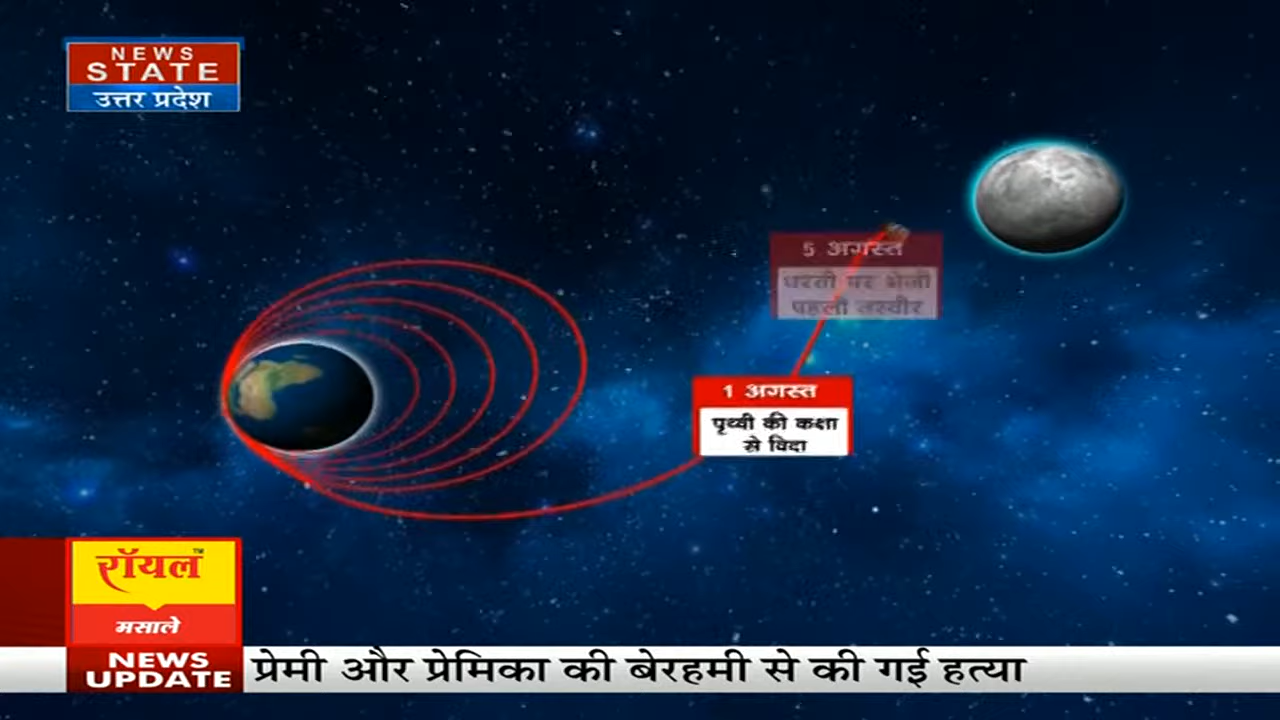 NEWS
STATE
उत्तर प्रदेश
5 अगस्त
धरती पर भेजी
पहली तस्वीर
1 अगस्त
पृथ्वी की कक्षा
से विदा
रॉयल™
मसाले
NEWS
UPDATE
प्रेमी और प्रेमिका की बेरहमी से की गई हत्या